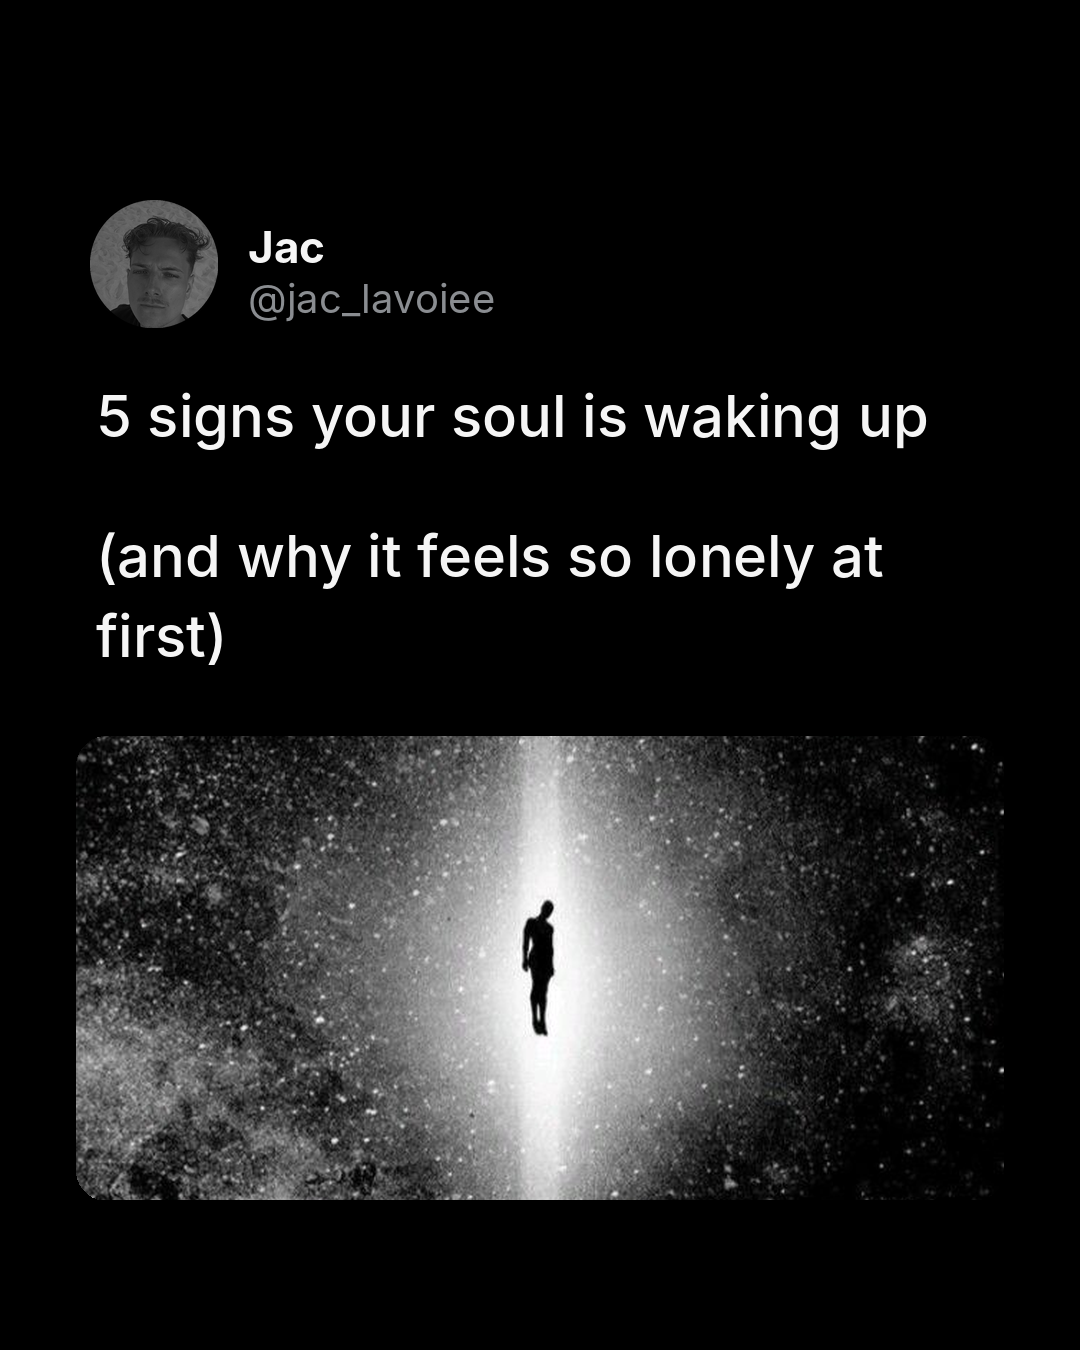 Jac
@jac_lavoiee
5 signs your soul is waking up
(and why it feels so lonely at
first)